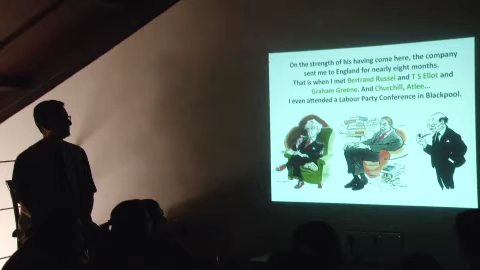 On the strength of his having come here, the company
sent me to England for nearly eight months.
That is when I met Bertrand Russel and T S Eliot and
Graham Greene. And Churchill, Atlee...
I even attended a Labour Party Conference in Blackpool.